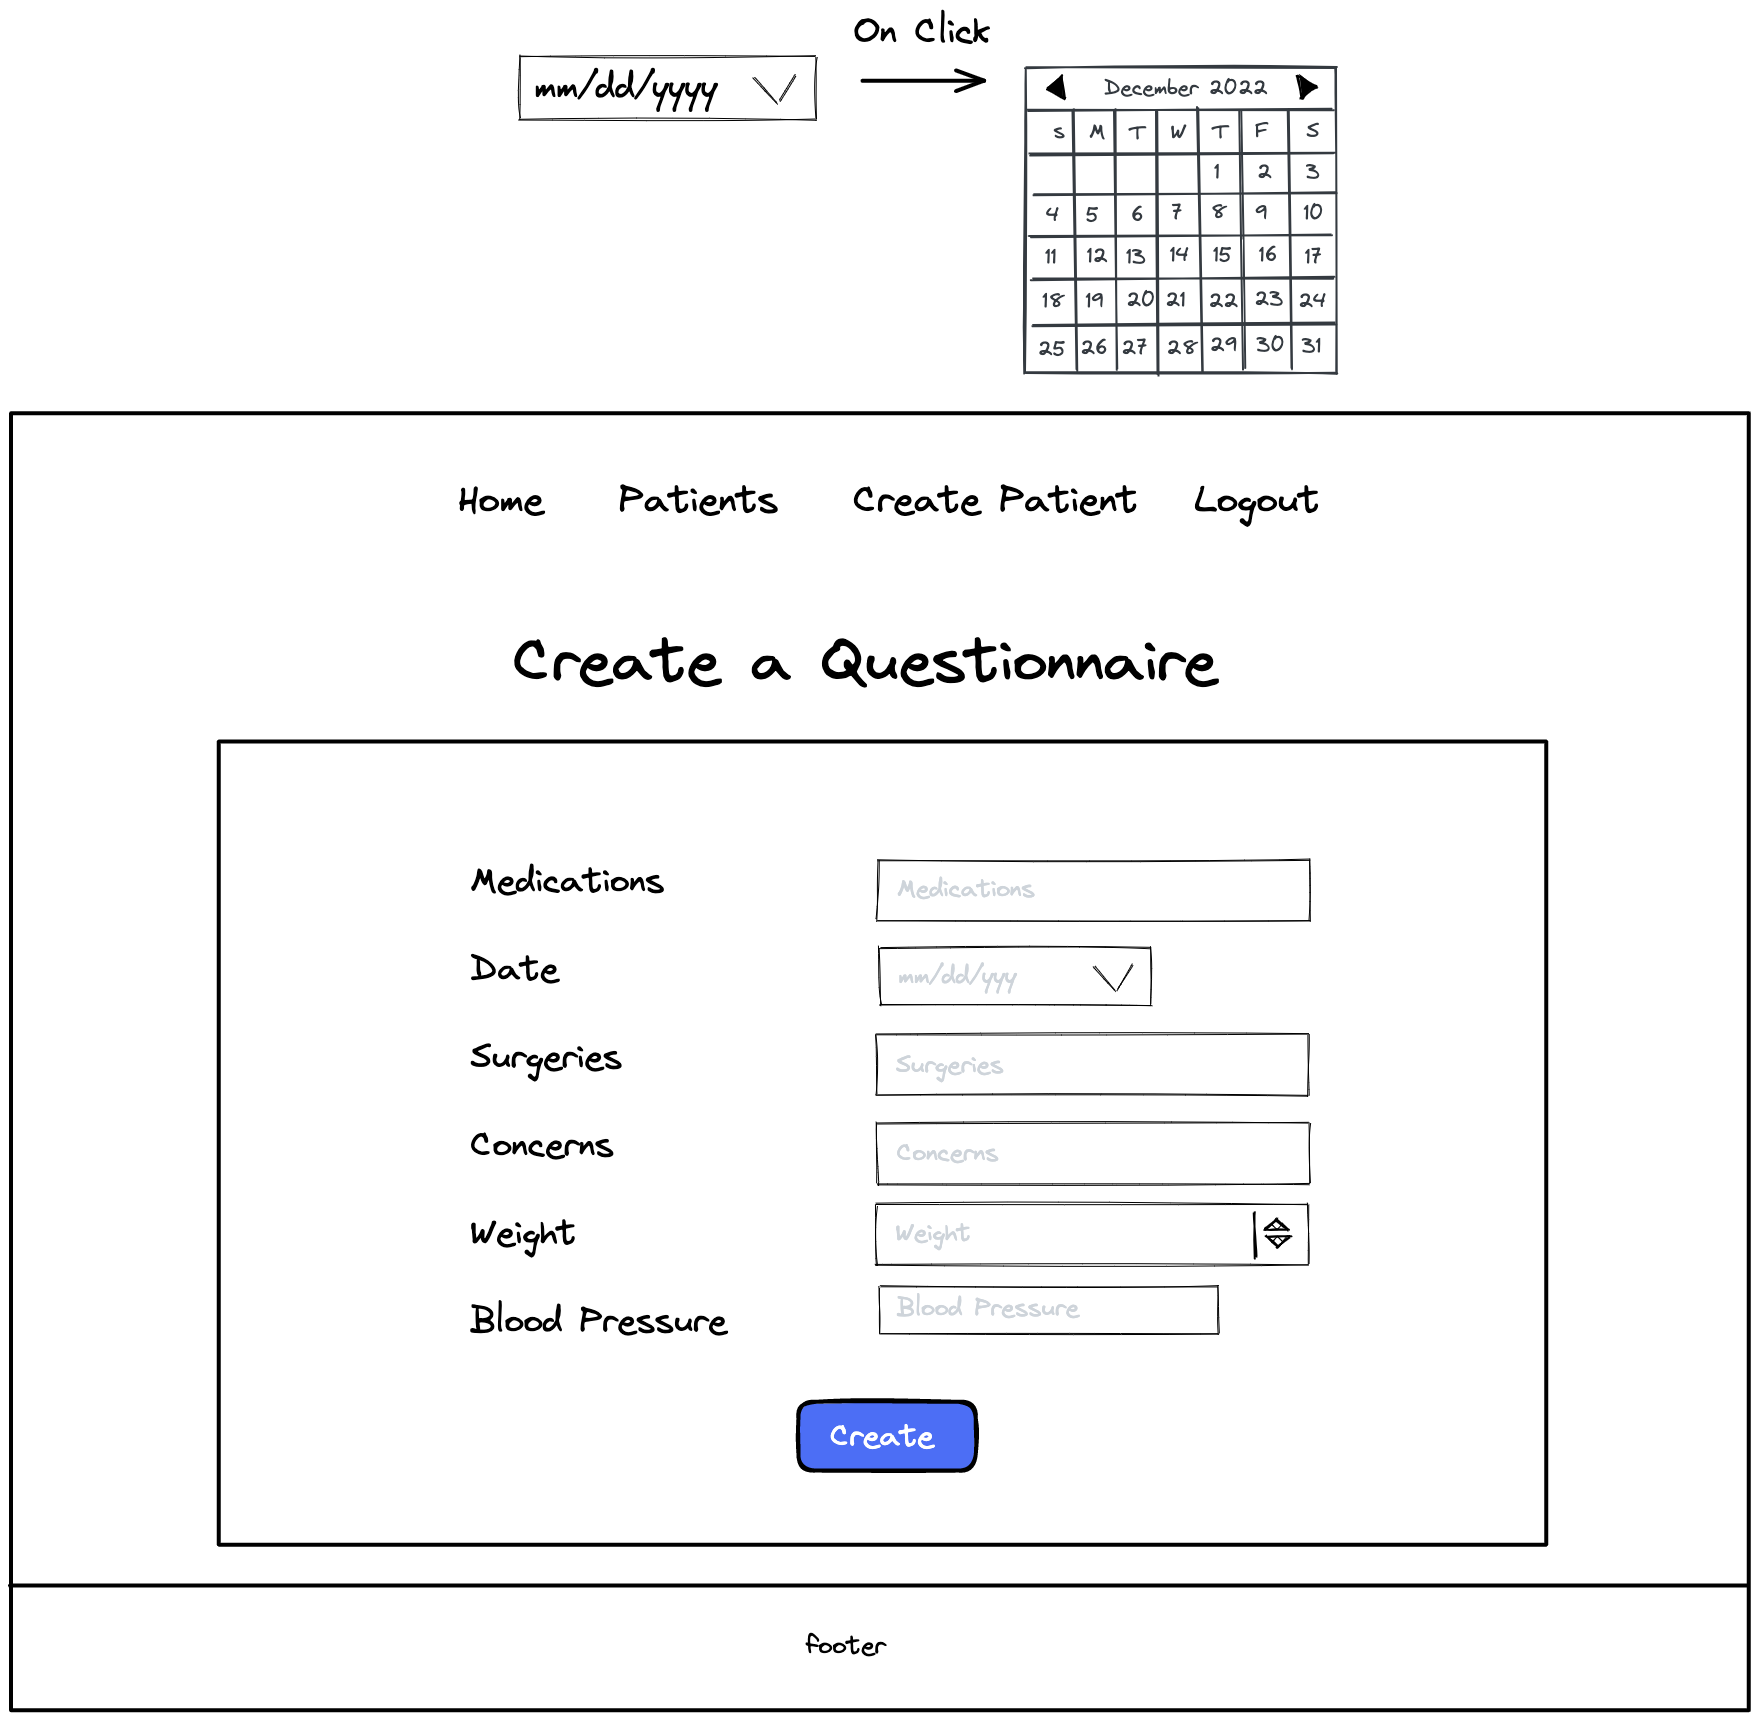 On Click
mm/dd/yyyy
December 2022
S M T W T F S
1 2 3
4 5 6 7 8 9 10
11 12 13 14 15 16 17
18 19 20 21 22 23 24
25 26 27 28 29 30 31
Home Patients Create Patient Logout
Create a Questionnaire
Medications Medications
Date mm/dd/yyy
Surgeries Surgeries
Concerns Concerns
Weight Weight
Blood Pressure Blood Pressure
Create
footer